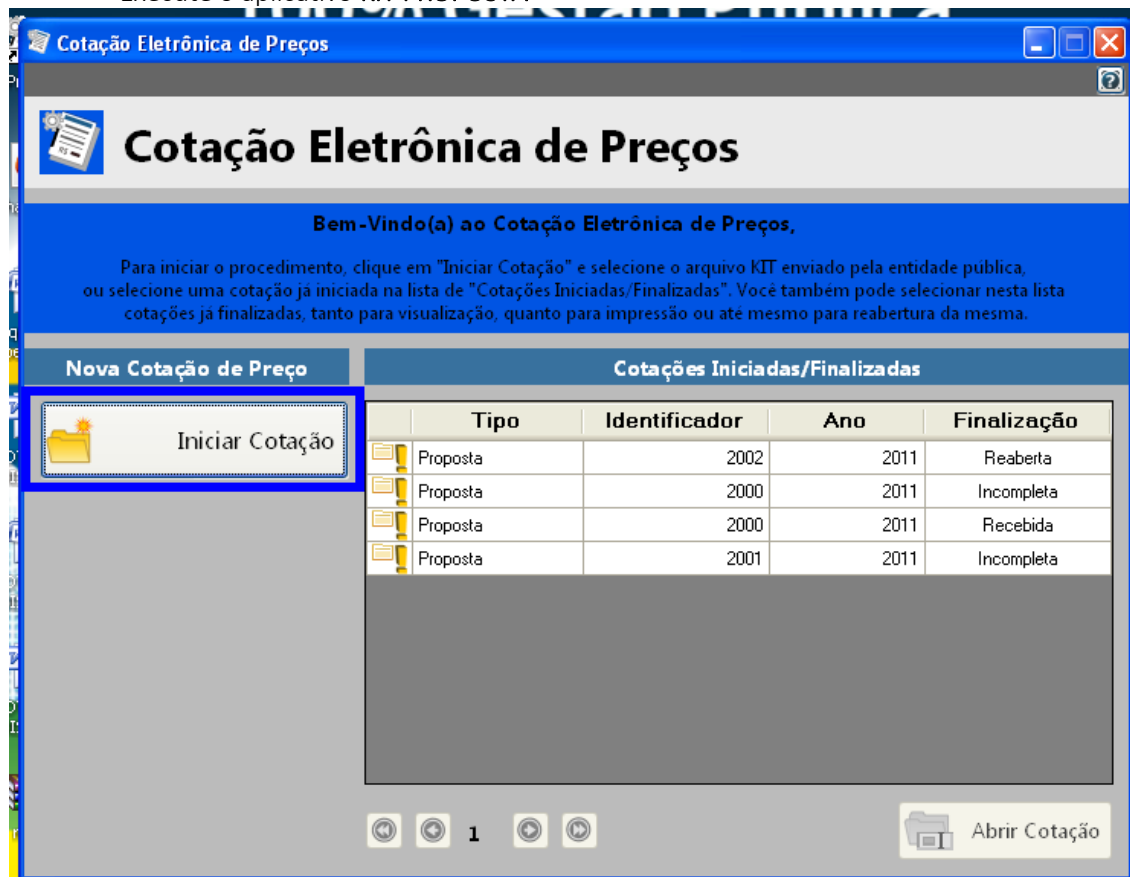 Cotação Eletrônica de Preços
Cotação Eletrônica de Preços
Bem-Vindo(a) ao Cotação Eletrônica de Preços,
Para iniciar o procedimento, clique em "Iniciar Cotação" e selecione o arquivo KIT enviado pela entidade pública,
ou selecione uma cotação já iniciada na lista de "Cotações Iniciadas/Finalizadas". Você também pode selecionar nesta lista
cotações já finalizadas, tanto para visualização, quanto para impressão ou até mesmo para reabertura da mesma.
Nova Cotação de Preço
Cotações Iniciadas/Finalizadas
Iniciar Cotação
Tipo Identificador Ano Finalização
Proposta 2002 2011 Reaberta
Proposta 2000 2011 Incompleta
Proposta 2000 2011 Recebida
Proposta 2001 2011 Incompleta
1
Abrir Cotação